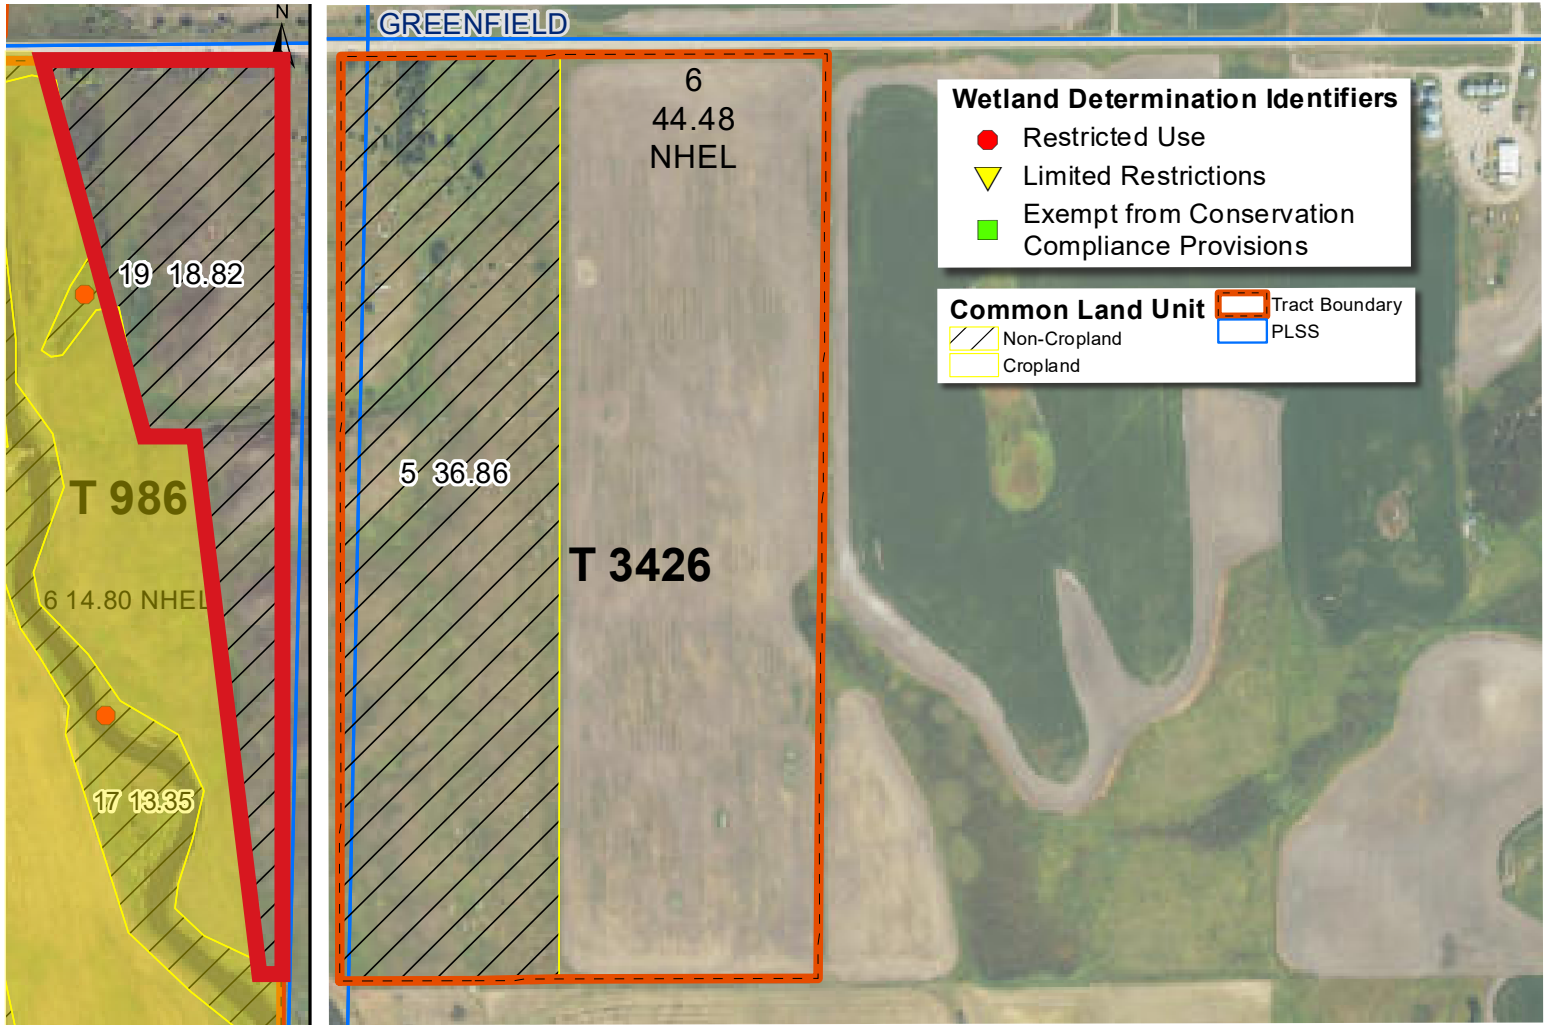 N
GREENFIELD
6
44.48
NHEL
19 18.82
5 36.86
T 986
T 3426
6 14.80 NHEL
17 13.35
Wetland Determination Identifiers
Restricted Use
Limited Restrictions
Exempt from Conservation
Compliance Provisions
Common Land Unit
Non-Cropland
Cropland
Tract Boundary
PLSS